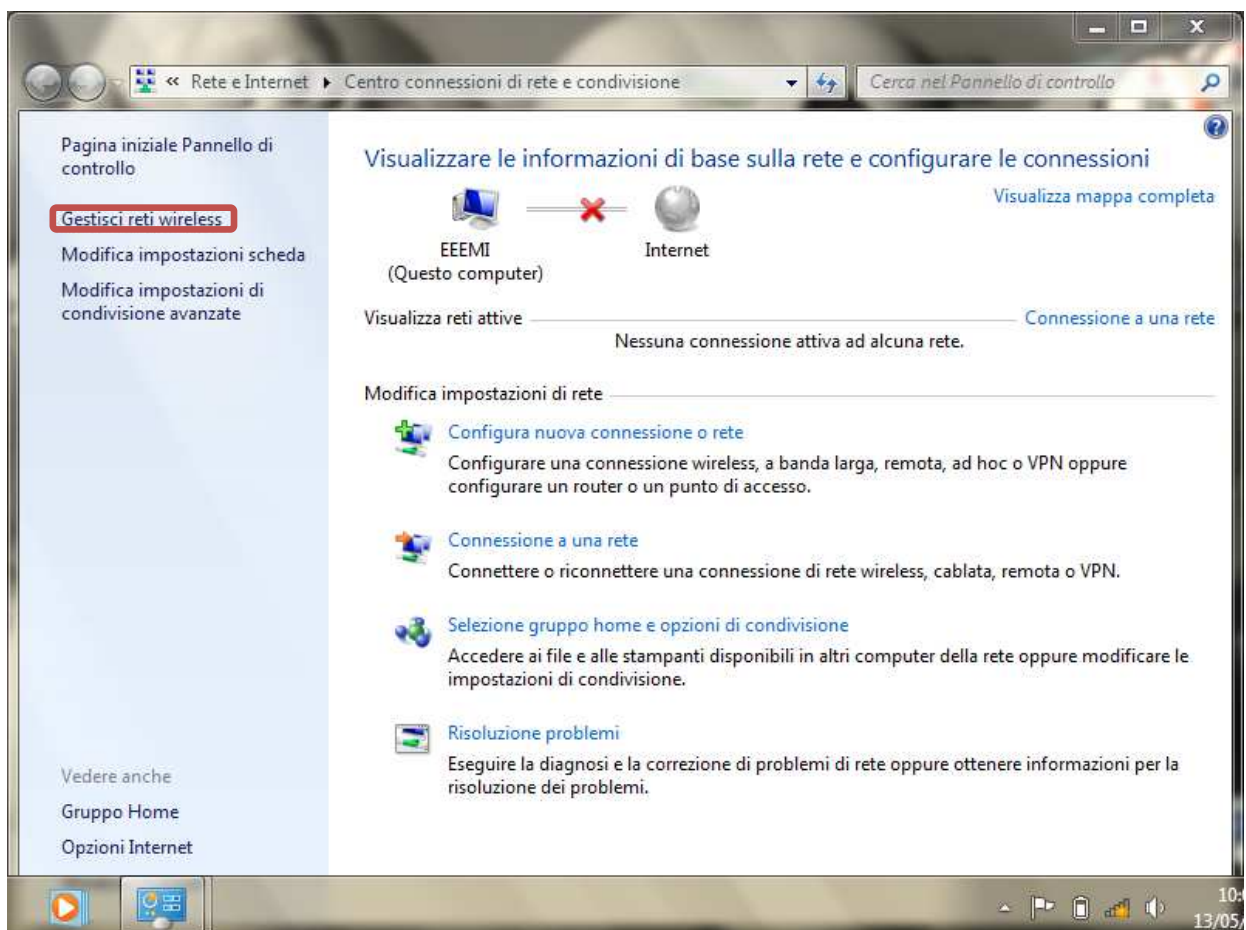 « Rete e Internet ▸ Centro connessioni di rete e condivisione
Cerca nel Pannello di controllo
Pagina iniziale Pannello di
controllo
Gestisci reti wireless
Modifica impostazioni scheda
Modifica impostazioni di
condivisione avanzate
Vedere anche
Gruppo Home
Opzioni Internet
Visualizzare le informazioni di base sulla rete e configurare le connessioni
Visualizza mappa completa
EEEMI
(Questo computer)
Internet
Visualizza reti attive
Connessione a una rete
Nessuna connessione attiva ad alcuna rete.
Modifica impostazioni di rete
Configura nuova connessione o rete
Configurare una connessione wireless, a banda larga, remota, ad hoc o VPN oppure
configurare un router o un punto di accesso.
Connessione a una rete
Connettere o riconnettere una connessione di rete wireless, cablata, remota o VPN.
Selezione gruppo home e opzioni di condivisione
Accedere ai file e alle stampanti disponibili in altri computer della rete oppure modificare le
impostazioni di condivisione.
Risoluzione problemi
Eseguire la diagnosi e la correzione di problemi di rete oppure ottenere informazioni per la
risoluzione dei problemi.
13/05/